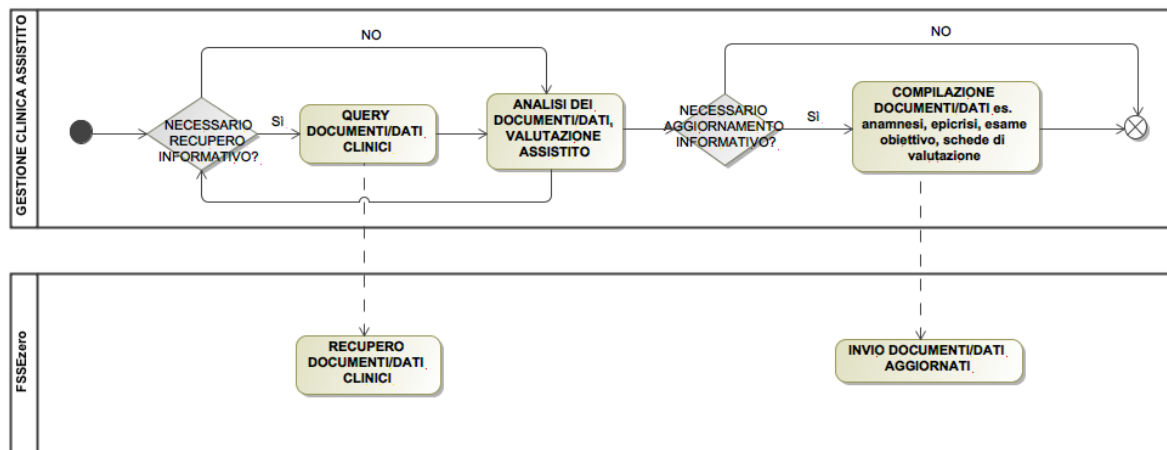 GESTIONE CLINICA ASSISTITO
NO
NECESSARIO
RECUPERO
INFORMATIVO?
SÌ
QUERY
DOCUMENTI/DATI
CLINICI
ANALISI DEI
DOCUMENTI/DATI,
VALUTAZIONE
ASSISTITO
NO
NECESSARIO
AGGIORNAMENTO
INFORMATIVO?
SÌ
COMPILAZIONE
DOCUMENTI/DATI es.
anamnesi, epicrisi, esame
obiettivo, schede di
valutazione
FSSEzero
RECUPERO
DOCUMENTI/DATI
CLINICI
INVIO DOCUMENTI/DATI
AGGIORNATI